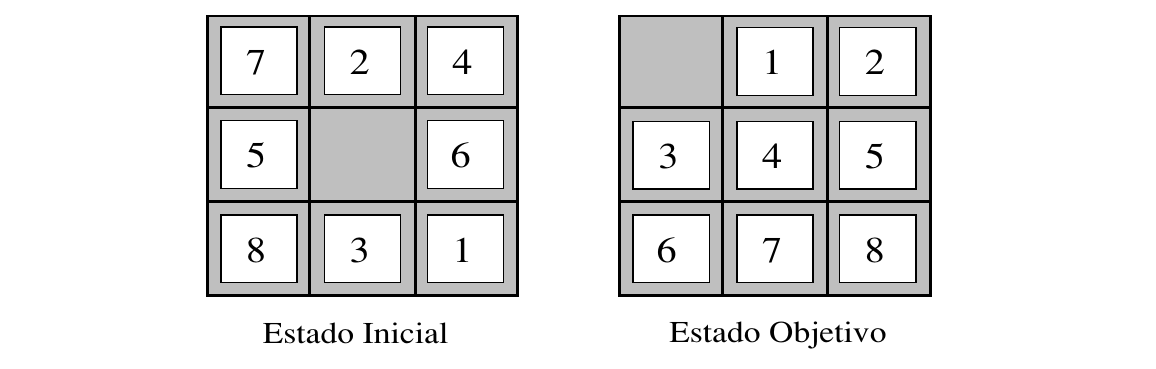 7 2 4 1 2
5 6 3 4 5
8 3 1 6 7 8
Estado Inicial Estado Objetivo